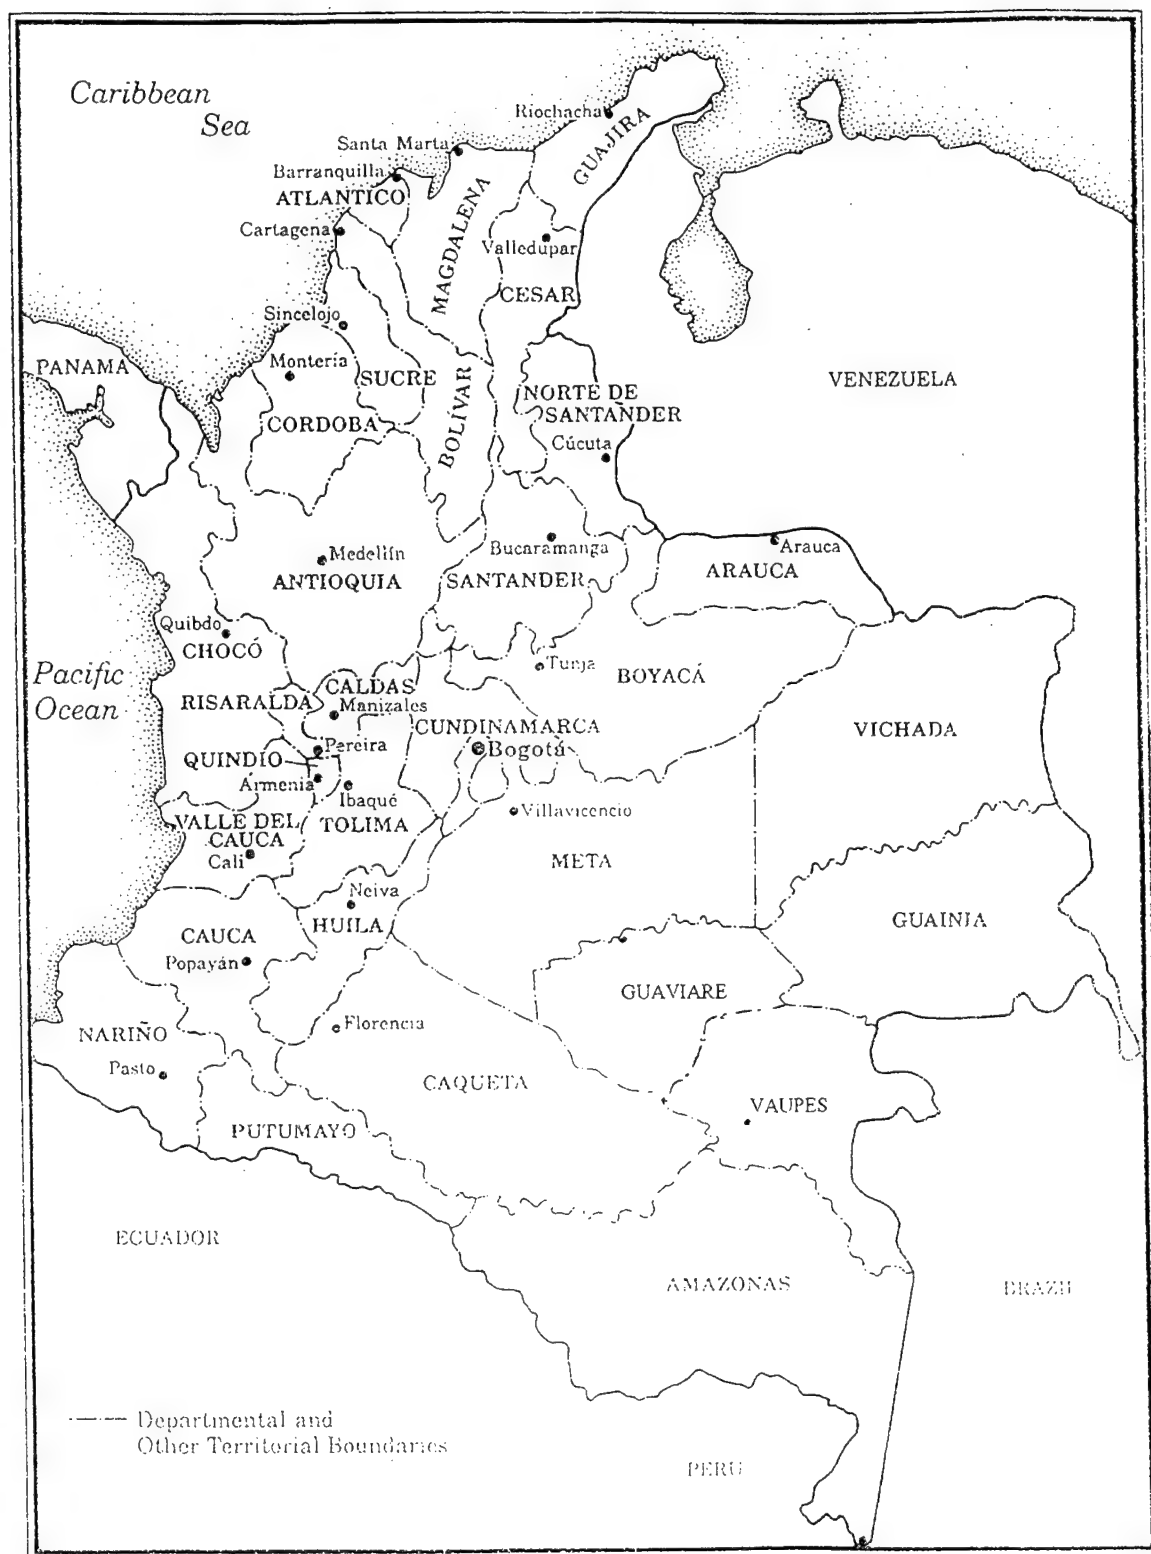 Caribbean
Sea
Riochacha
GUAJIRA
Santa Marta
Barranquilla
ATLANTICO
MAGDALENA
Cartagena
Valledupar
CESAR
Sincelojo
PANAMA
Montería
SUCRE
BOLÍVAR
NORTE DE
SANTANDER
VENEZUELA
CORDOBA
Cúcuta
Medellín
ANTIOQUIA
Bucaramanga
SANTANDER
Arauca
ARAUCA
Quibdo
CHOCÓ
Tunja
BOYACÁ
Pacific
Ocean
RISARALDA
CALDAS
Manizales
CUNDINAMARCA
VICHADA
Pereira
Bogotá
QUINDÍO
Armenia
Ibaqué
VALLE DEL
CAUCA
TOLIMA
Villavicencio
Cali
META
Neiva
HUILA
GUAINIA
CAUCA
Popayán
GUAVIARE
NARIÑO
Florencia
Pasto
CAQUETA
VAUPES
PUTUMAYO
ECUADOR
AMAZONAS
BRAZIL
Departmental and
Other Territorial Boundaries
PERU